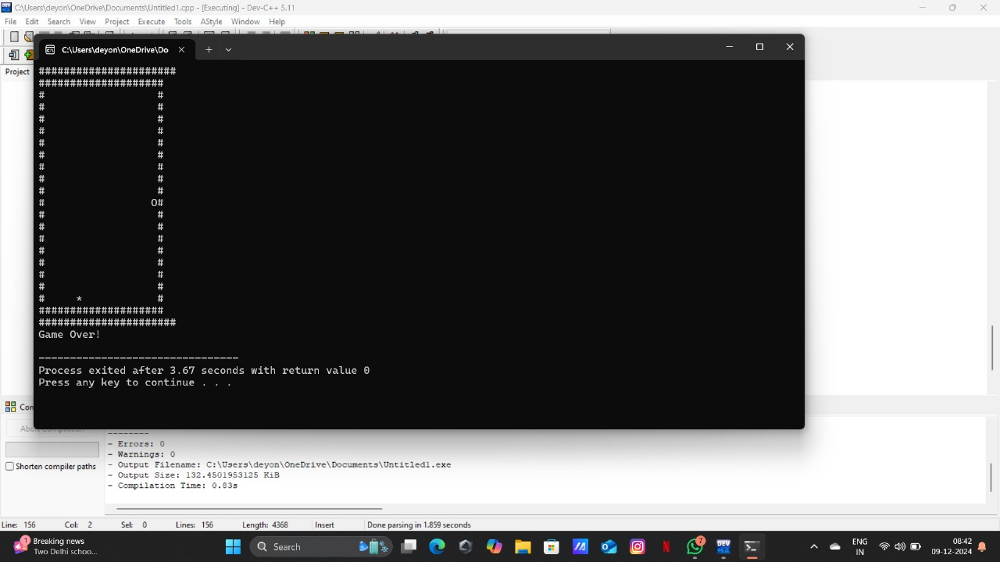 C:\Users\deyon\OneDrive\Documents\Untitled1.cpp - [Executing] - Dev-C++ 5.11
File Edit Search View Project Execute Tools AStyle Window Help
C:\Users\deyon\OneDrive\Do
Project
######################
####################
#                  #
#                  #
#                  #
#                  #
#                  #
#                  #
#                  #
#                  #
#                  #
#                 O#
#                  #
#                  #
#                  #
#                  #
#                  #
#                  #
#                  #
#     *            #
####################
######################
Game Over!
--------------------------------
Process exited after 3.67 seconds with return value 0
Press any key to continue . . .
Con
Abort Compilation
Shorten compiler paths
--------
- Errors: 0
- Warnings: 0
- Output Filename: C:\Users\deyon\OneDrive\Documents\Untitled1.exe
- Output Size: 132.4501953125 KiB
- Compilation Time: 0.83s
Line: 156 Col: 2 Sel: 0 Lines: 156 Length: 4368 Insert Done parsing in 1.859 seconds
1
Breaking news
Two Delhi schoo...
Search
7
ENG
IN
08:42
09-12-2024